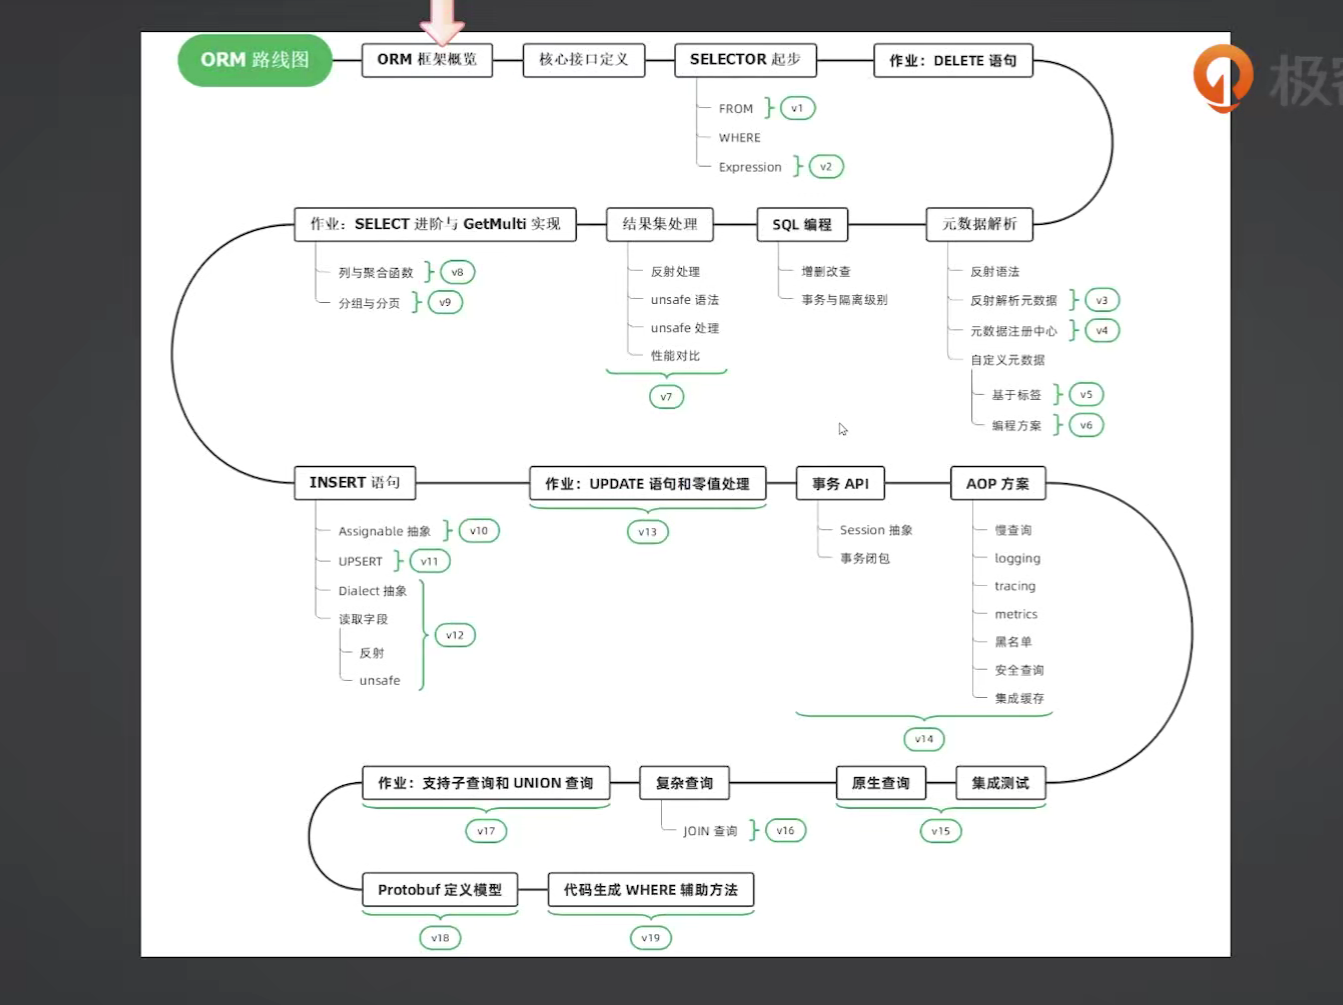 ORM 路线图
ORM 框架概览
核心接口定义
SELECTOR 起步
作业：DELETE 语句
FROM
v1
WHERE
Expression
v2
元数据解析
反射语法
反射解析元数据
v3
元数据注册中心
v4
自定义元数据
基于标签
v5
编程方案
v6
SQL 编程
增删改查
事务与隔离级别
结果集处理
反射处理
unsafe 语法
unsafe 处理
性能对比
v7
作业：SELECT 进阶与 GetMulti 实现
列与聚合函数
v8
分组与分页
v9
INSERT 语句
Assignable 抽象
v10
UPSERT
v11
Dialect 抽象
读取字段
反射
unsafe
v12
作业：UPDATE 语句和零值处理
v13
事务 API
Session 抽象
事务闭包
AOP 方案
慢查询
logging
tracing
metrics
黑名单
安全查询
集成缓存
v14
集成测试
原生查询
v15
复杂查询
JOIN 查询
v16
作业：支持子查询和 UNION 查询
v17
Protobuf 定义模型
v18
代码生成 WHERE 辅助方法
v19